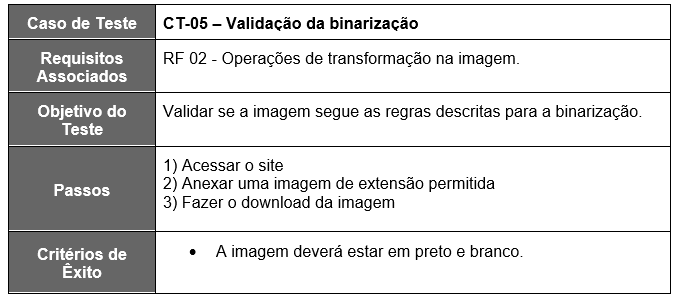 Caso de Teste
CT-05 – Validação da binarização
Requisitos
Associados
RF 02 - Operações de transformação na imagem.
Objetivo do
Teste
Validar se a imagem segue as regras descritas para a binarização.
Passos
1) Acessar o site
2) Anexar uma imagem de extensão permitida
3) Fazer o download da imagem
Critérios de
Êxito
• A imagem deverá estar em preto e branco.